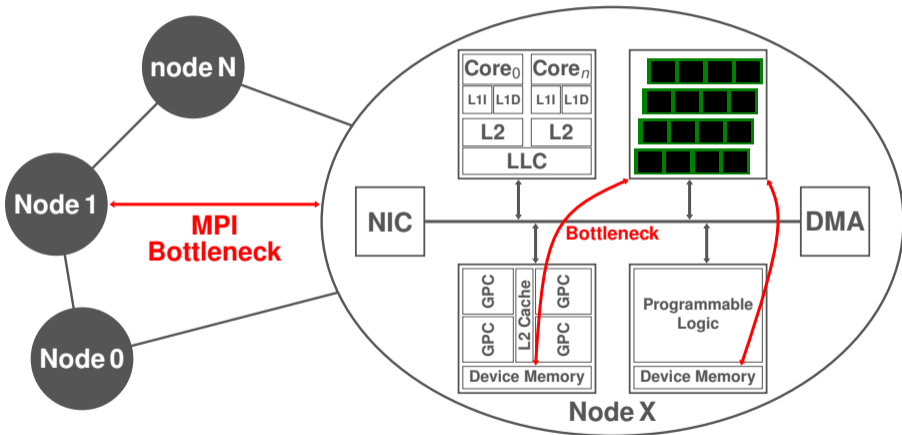 node N
Node 1
Node 0
MPI
Bottleneck
Core₀ Coreₙ
L1I L1D L1I L1D
L2 L2
LLC
NIC
DMA
Bottleneck
GPC GPC
L2 Cache
GPC GPC
Device Memory
Programmable
Logic
Device Memory
Node X